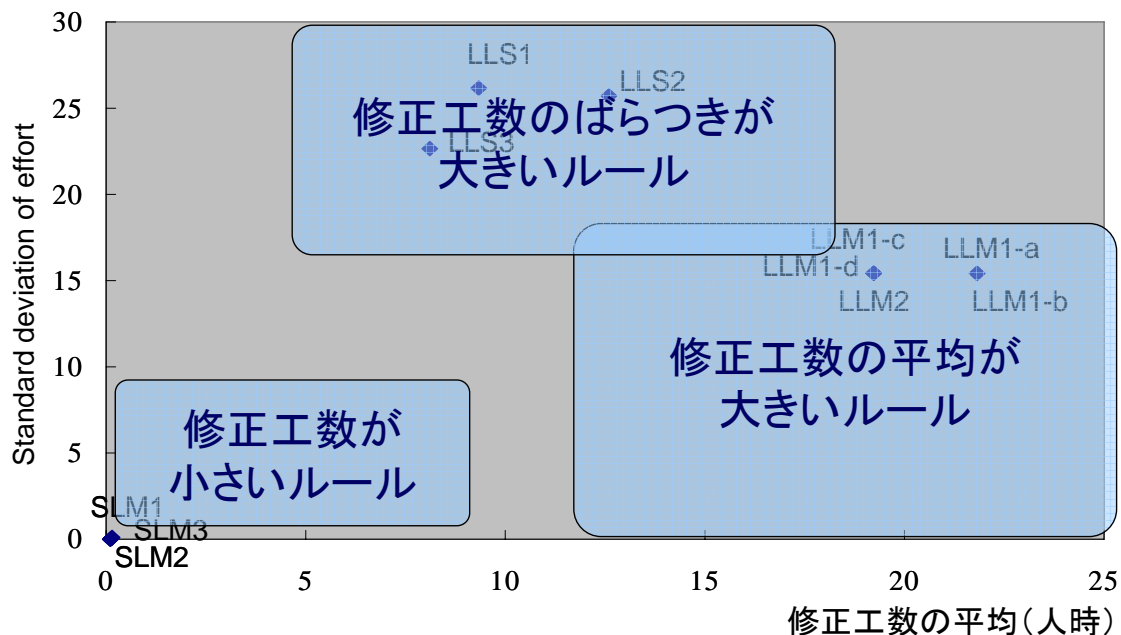 30
25
20
15
10
5
0
Standard deviation of effort
LLS1
LLS2
LLS3
修正工数のばらつきが
大きいルール
LLM1-c
LLM1-a
LLM1-d
LLM2
LLM1-b
修正工数の平均が
大きいルール
修正工数が
小さいルール
SLM1
SLM3
SLM2
0
5
10
15
20
25
修正工数の平均(人時)